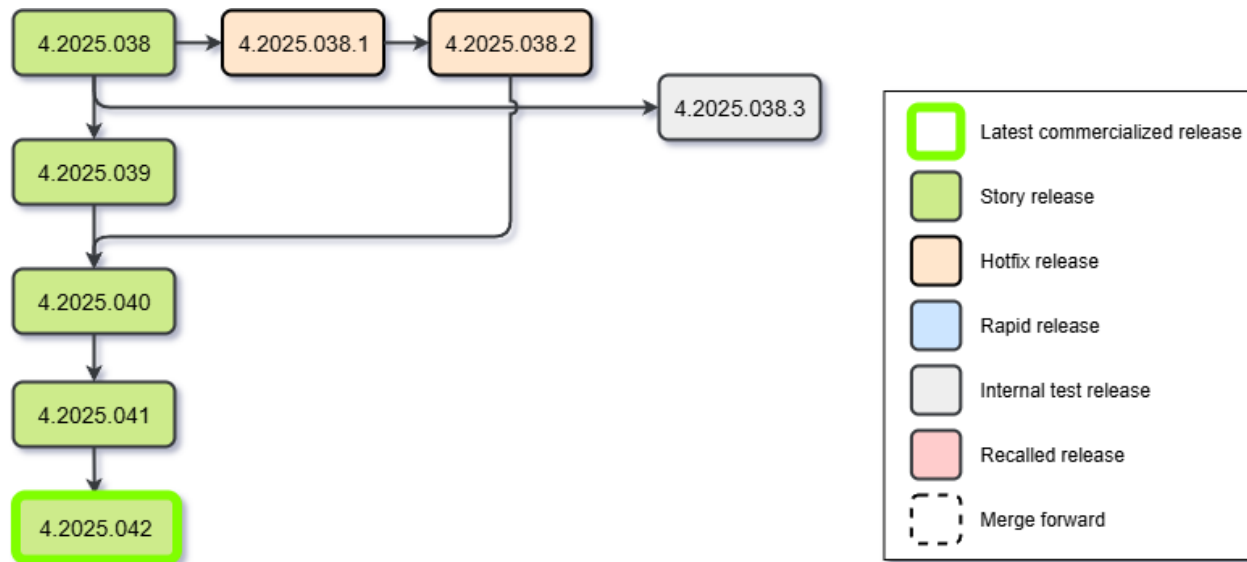 4.2025.038
4.2025.038.1
4.2025.038.2
4.2025.038.3
4.2025.039
4.2025.040
4.2025.041
4.2025.042
Latest commercialized release
Story release
Hotfix release
Rapid release
Internal test release
Recalled release
Merge forward